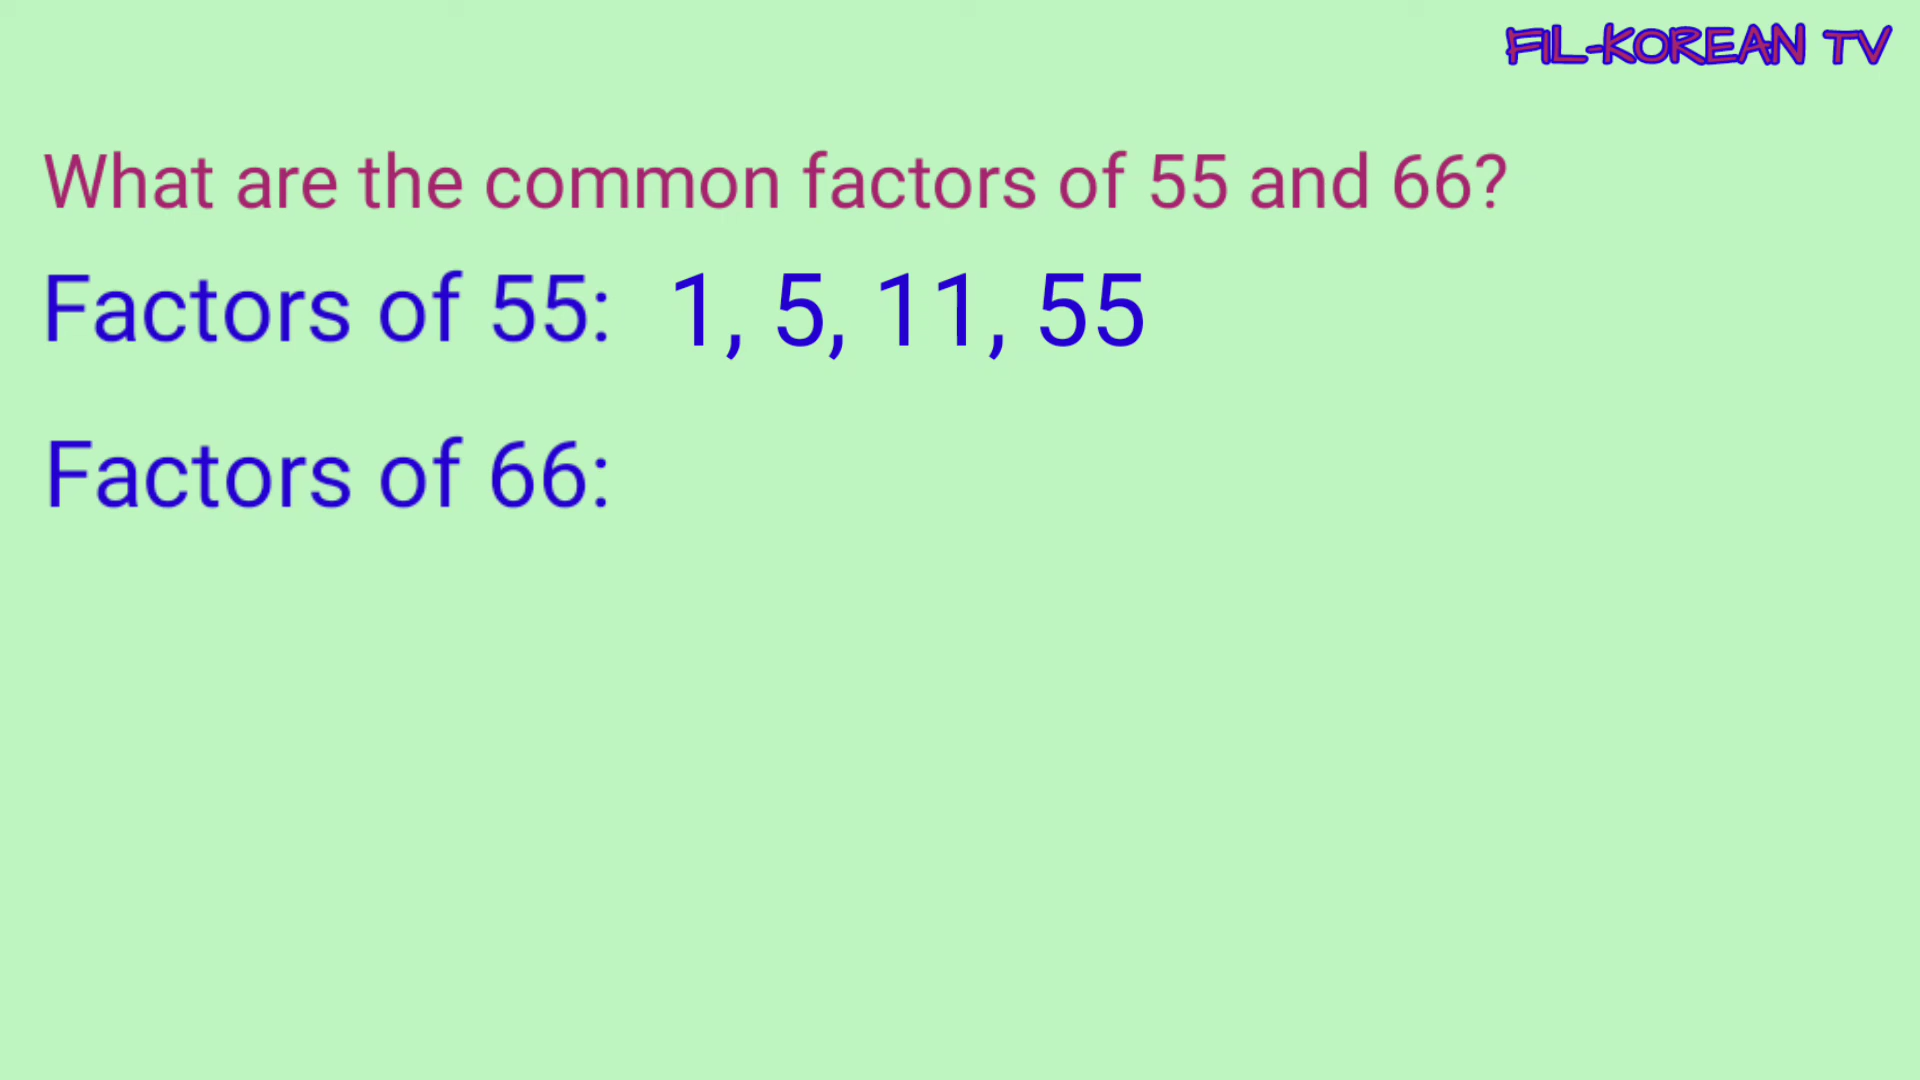 FIL-KOREAN TV
What are the common factors of 55 and 66?
Factors of 55: 1, 5, 11, 55
Factors of 66: